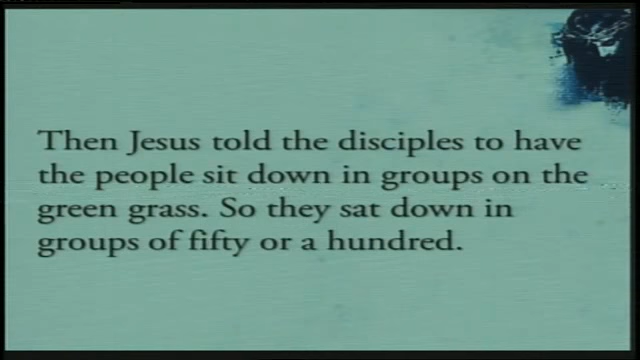 Then Jesus told the disciples to have
the people sit down in groups on the
green grass. So they sat down in
groups of fifty or a hundred.